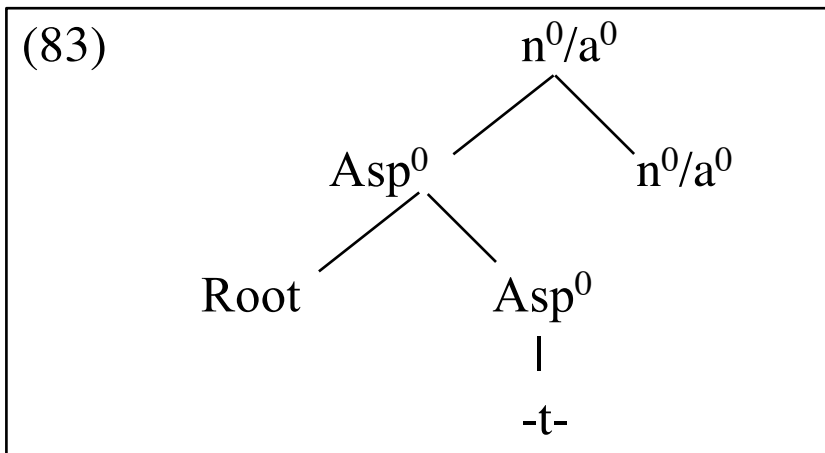 (83) n⁰/a⁰
Asp⁰ n⁰/a⁰
Root Asp⁰
-t-